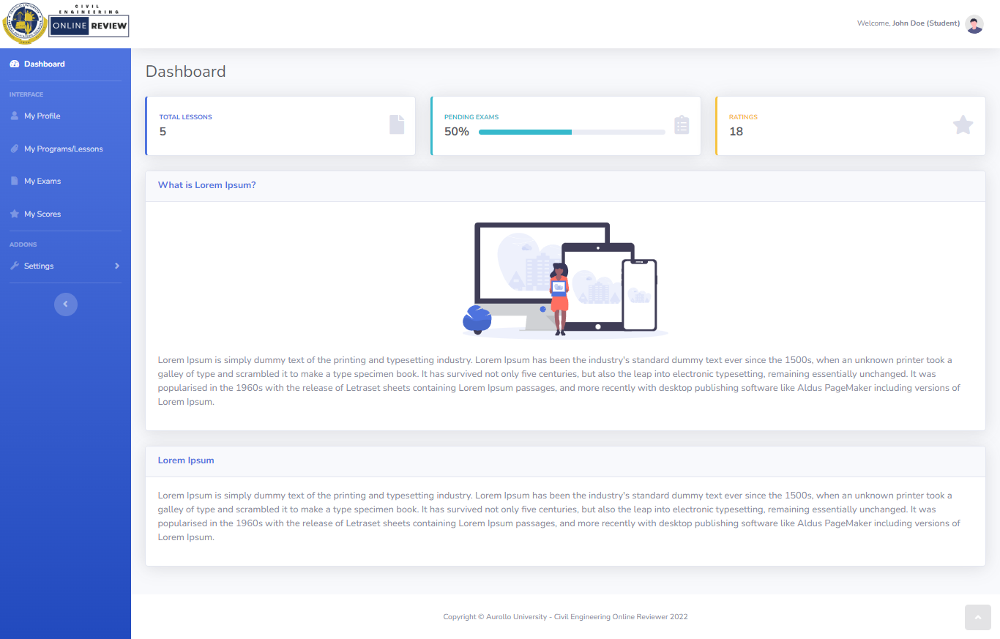 CIVIL
ENGINEERING
ONLINE REVIEW
Welcome, John Doe (Student)
Dashboard
INTERFACE
My Profile
My Programs/Lessons
My Exams
My Scores
ADDONS
Settings
Dashboard
TOTAL LESSONS
5
PENDING EXAMS
50%
RATINGS
18
What is Lorem Ipsum?
Lorem Ipsum is simply dummy text of the printing and typesetting industry. Lorem Ipsum has been the industry's standard dummy text ever since the 1500s, when an unknown printer took a
galley of type and scrambled it to make a type specimen book. It has survived not only five centuries, but also the leap into electronic typesetting, remaining essentially unchanged. It was
popularised in the 1960s with the release of Letraset sheets containing Lorem Ipsum passages, and more recently with desktop publishing software like Aldus PageMaker including versions of
Lorem Ipsum.
Lorem Ipsum
Lorem Ipsum is simply dummy text of the printing and typesetting industry. Lorem Ipsum has been the industry's standard dummy text ever since the 1500s, when an unknown printer took a
galley of type and scrambled it to make a type specimen book. It has survived not only five centuries, but also the leap into electronic typesetting, remaining essentially unchanged. It was
popularised in the 1960s with the release of Letraset sheets containing Lorem Ipsum passages, and more recently with desktop publishing software like Aldus PageMaker including versions of
Lorem Ipsum.
Copyright © Aurollo University - Civil Engineering Online Reviewer 2022